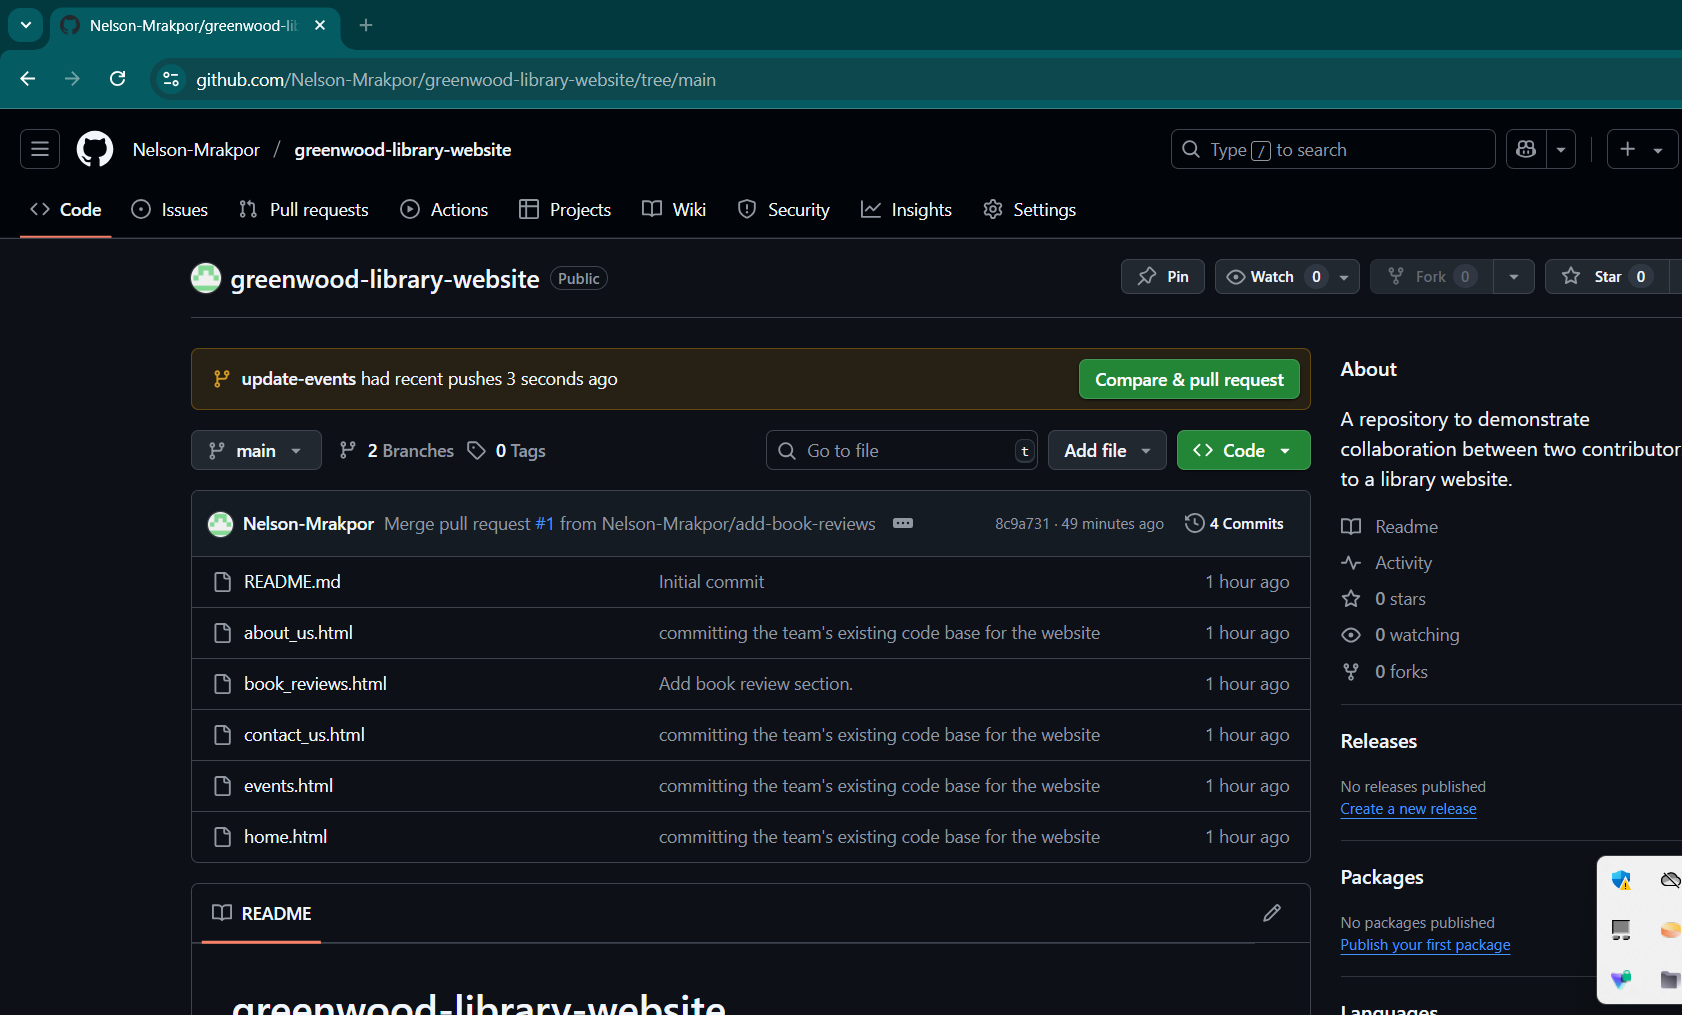 Nelson-Mrakpor/greenwood-lib
github.com/Nelson-Mrakpor/greenwood-library-website/tree/main
Nelson-Mrakpor / greenwood-library-website
Type / to search
Code Issues Pull requests Actions Projects Wiki Security Insights Settings
greenwood-library-website Public
Pin Watch 0 Fork 0 Star 0
update-events had recent pushes 3 seconds ago
Compare & pull request
main 2 Branches 0 Tags
Go to file t
Add file
Code
Nelson-Mrakpor Merge pull request #1 from Nelson-Mrakpor/add-book-reviews
8c9a731 · 49 minutes ago
4 Commits
README.md Initial commit 1 hour ago
about_us.html committing the team's existing code base for the website 1 hour ago
book_reviews.html Add book review section. 1 hour ago
contact_us.html committing the team's existing code base for the website 1 hour ago
events.html committing the team's existing code base for the website 1 hour ago
home.html committing the team's existing code base for the website 1 hour ago
README
greenwood-library-website
About
A repository to demonstrate
collaboration between two contributor
to a library website.
Readme
Activity
0 stars
0 watching
0 forks
Releases
No releases published
Create a new release
Packages
No packages published
Publish your first package
Languages